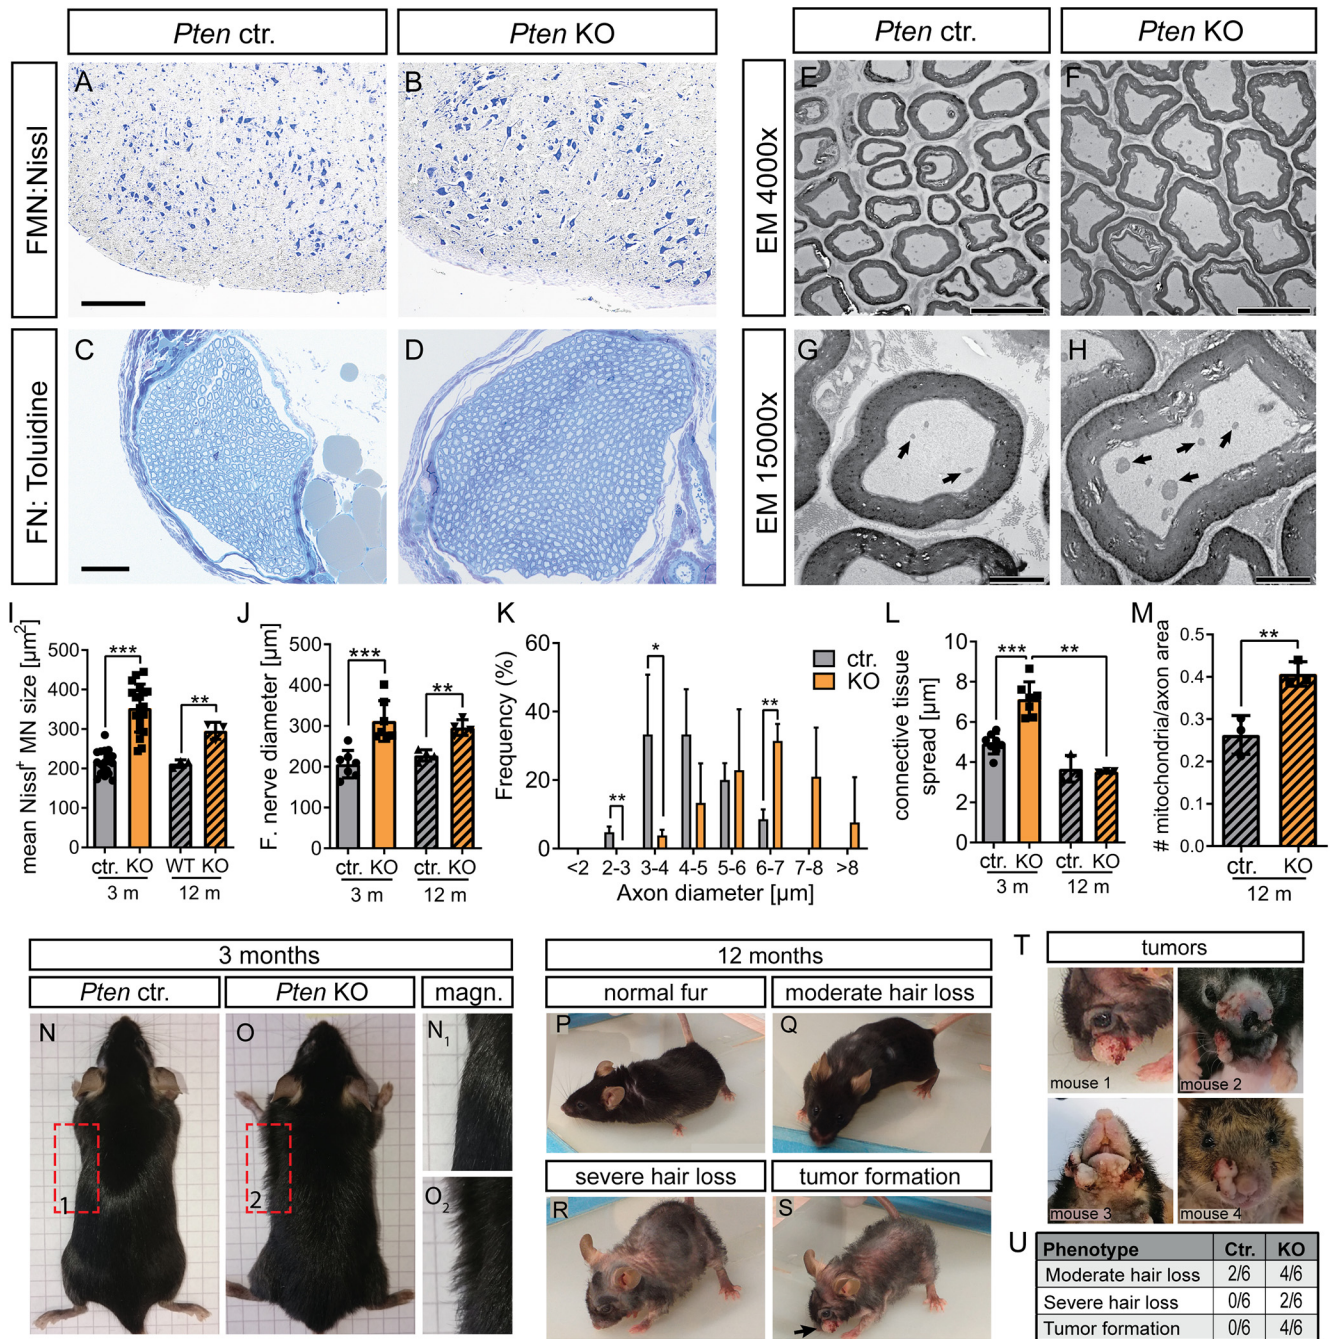 Pten ctr.
Pten KO
Pten ctr.
Pten KO
FMN:Nissl
A
B
EM 4000x
E
F
FN: Toluidine
C
D
EM 15000x
G
H
I
mean Nissl+ MN size [µm²]
500
400
300
200
100
0
***
**
ctr. KO
WT KO
3 m
12 m
J
F. nerve diameter [µm]
500
400
300
200
100
0
***
**
ctr. KO
ctr. KO
3 m
12 m
K
Frequency (%)
60
40
20
0
**
*
**
ctr.
KO
<2 2-3 3-4 4-5 5-6 6-7 7-8 >8
Axon diameter [µm]
L
connective tissue
spread [µm]
10
8
6
4
2
0
***
**
ctr. KO
ctr. KO
3 m
12 m
M
# mitochondria/axon area
0.5
0.4
0.3
0.2
0.1
0.0
**
ctr. KO
12 m
3 months
Pten ctr.
Pten KO
magn.
N
1
O
2
N1
O2
12 months
normal fur
moderate hair loss
P
Q
severe hair loss
tumor formation
R
S
T
tumors
mouse 1
mouse 2
mouse 3
mouse 4
U
Phenotype Ctr. KO
Moderate hair loss 2/6 4/6
Severe hair loss 0/6 2/6
Tumor formation 0/6 4/6